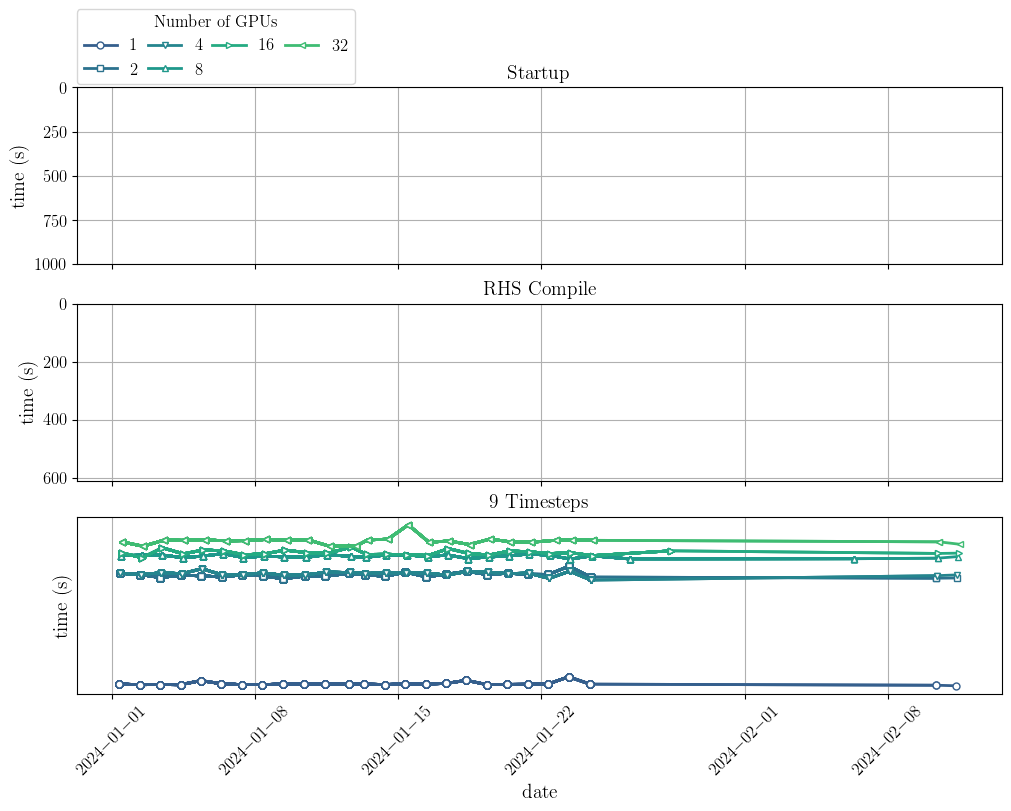 Number of GPUs
1 4 16 32
2 8
Startup
0
250
500
750
1000
time (s)
RHS Compile
0
200
400
600
time (s)
9 Timesteps
time (s)
2024−01−01
2024−01−08
2024−01−15
2024−01−22
2024−02−01
2024−02−08
date